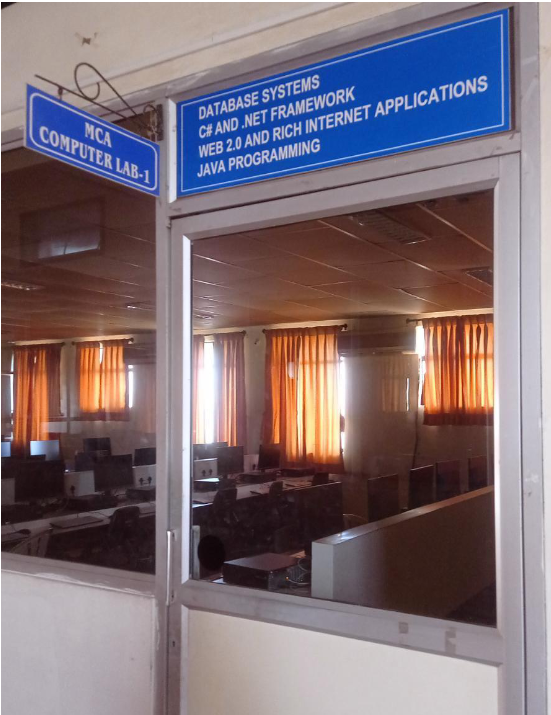 MCA
COMPUTER LAB-1
DATABASE SYSTEMS
C# AND .NET FRAMEWORK
WEB 2.0 AND RICH INTERNET APPLICATIONS
JAVA PROGRAMMING